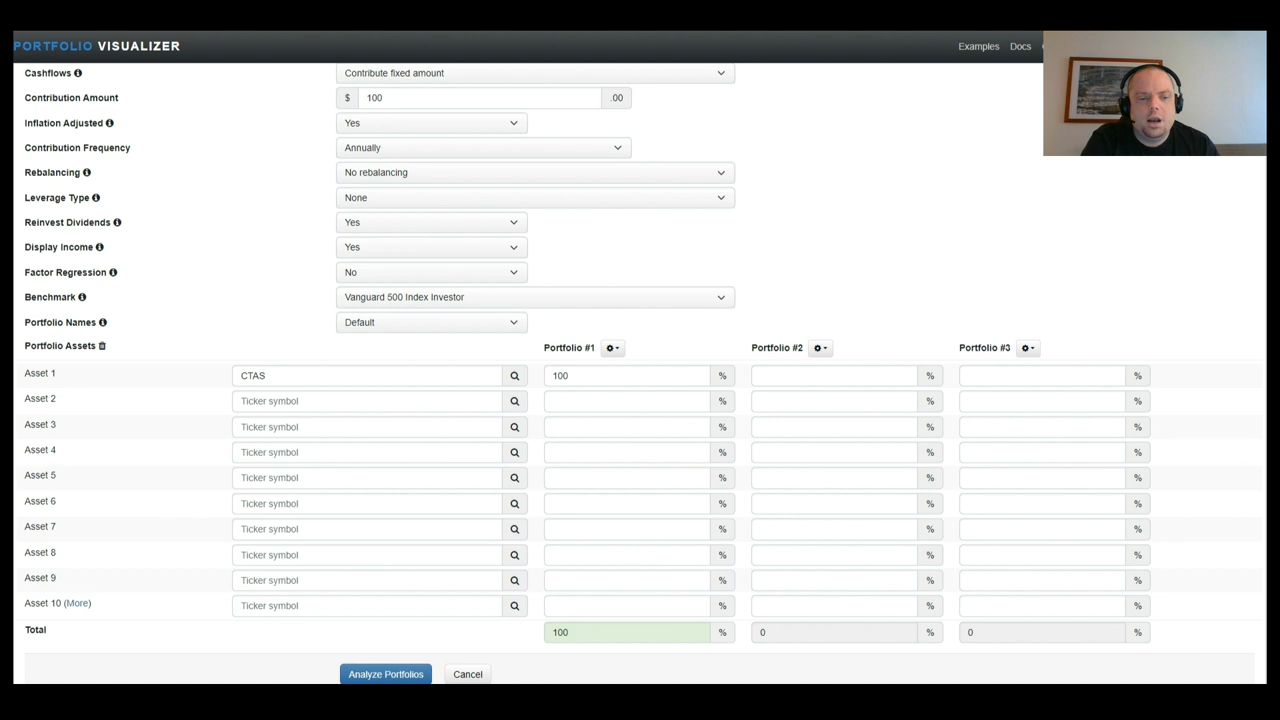 PORTFOLIO VISUALIZER Examples Docs
Cashflows Contribute fixed amount
Contribution Amount $ 100 .00
Inflation Adjusted Yes
Contribution Frequency Annually
Rebalancing No rebalancing
Leverage Type None
Reinvest Dividends Yes
Display Income Yes
Factor Regression No
Benchmark Vanguard 500 Index Investor
Portfolio Names Default
Portfolio Assets Portfolio #1 Portfolio #2 Portfolio #3
Asset 1 CTAS 100 % % %
Asset 2 Ticker symbol % % %
Asset 3 Ticker symbol % % %
Asset 4 Ticker symbol % % %
Asset 5 Ticker symbol % % %
Asset 6 Ticker symbol % % %
Asset 7 Ticker symbol % % %
Asset 8 Ticker symbol % % %
Asset 9 Ticker symbol % % %
Asset 10 (More) Ticker symbol % % %
Total 100 % 0 % 0 %
Analyze Portfolios Cancel